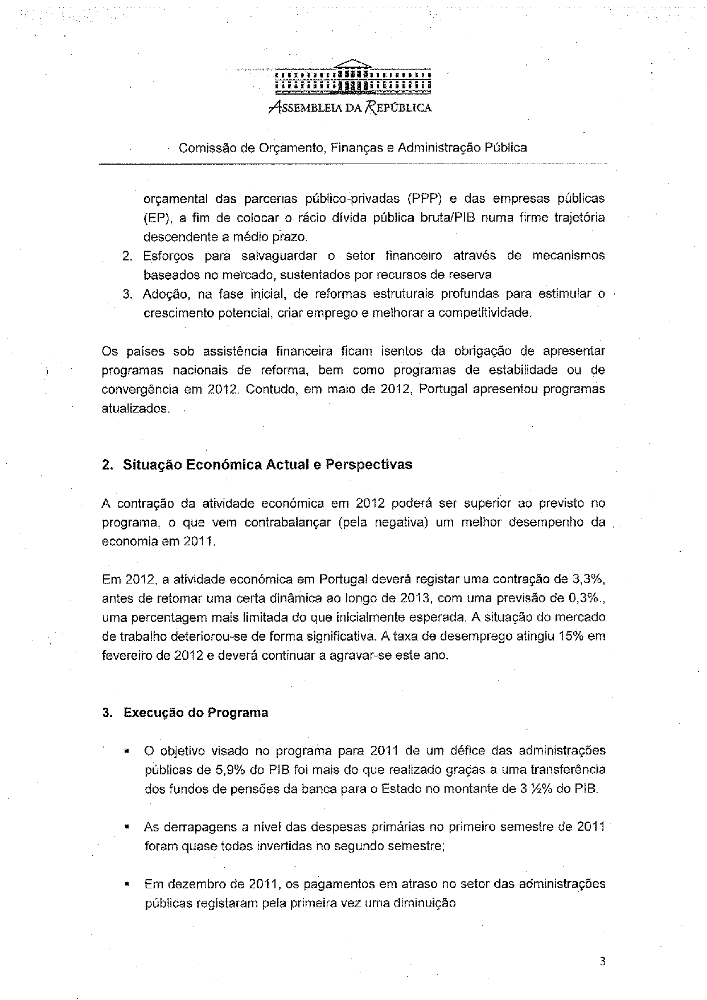 ASSEMBLEIA DA REPÚBLICA
Comissão de Orçamento, Finanças e Administração Pública
orçamental das parcerias público-privadas (PPP) e das empresas públicas
(EP), a fim de colocar o rácio dívida pública bruta/PIB numa firme trajetória
descendente a médio prazo.
2. Esforços para salvaguardar o setor financeiro através de mecanismos
baseados no mercado, sustentados por recursos de reserva
3. Adoção, na fase inicial, de reformas estruturais profundas para estimular o
crescimento potencial, criar emprego e melhorar a competitividade.
Os países sob assistência financeira ficam isentos da obrigação de apresentar
programas nacionais de reforma, bem como programas de estabilidade ou de
convergência em 2012. Contudo, em maio de 2012, Portugal apresentou programas
atualizados.
2. Situação Económica Actual e Perspectivas
A contração da atividade económica em 2012 poderá ser superior ao previsto no
programa, o que vem contrabalançar (pela negativa) um melhor desempenho da
economia em 2011.
Em 2012, a atividade económica em Portugal deverá registar uma contração de 3,3%,
antes de retomar uma certa dinâmica ao longo de 2013, com uma previsão de 0,3%.,
uma percentagem mais limitada do que inicialmente esperada. A situação do mercado
de trabalho deteriorou-se de forma significativa. A taxa de desemprego atingiu 15% em
fevereiro de 2012 e deverá continuar a agravar-se este ano.
3. Execução do Programa
▪ O objetivo visado no programa para 2011 de um défice das administrações
públicas de 5,9% do PIB foi mais do que realizado graças a uma transferência
dos fundos de pensões da banca para o Estado no montante de 3 ½% do PIB.
▪ As derrapagens a nível das despesas primárias no primeiro semestre de 2011
foram quase todas invertidas no segundo semestre;
▪ Em dezembro de 2011, os pagamentos em atraso no setor das administrações
públicas registaram pela primeira vez uma diminuição
3